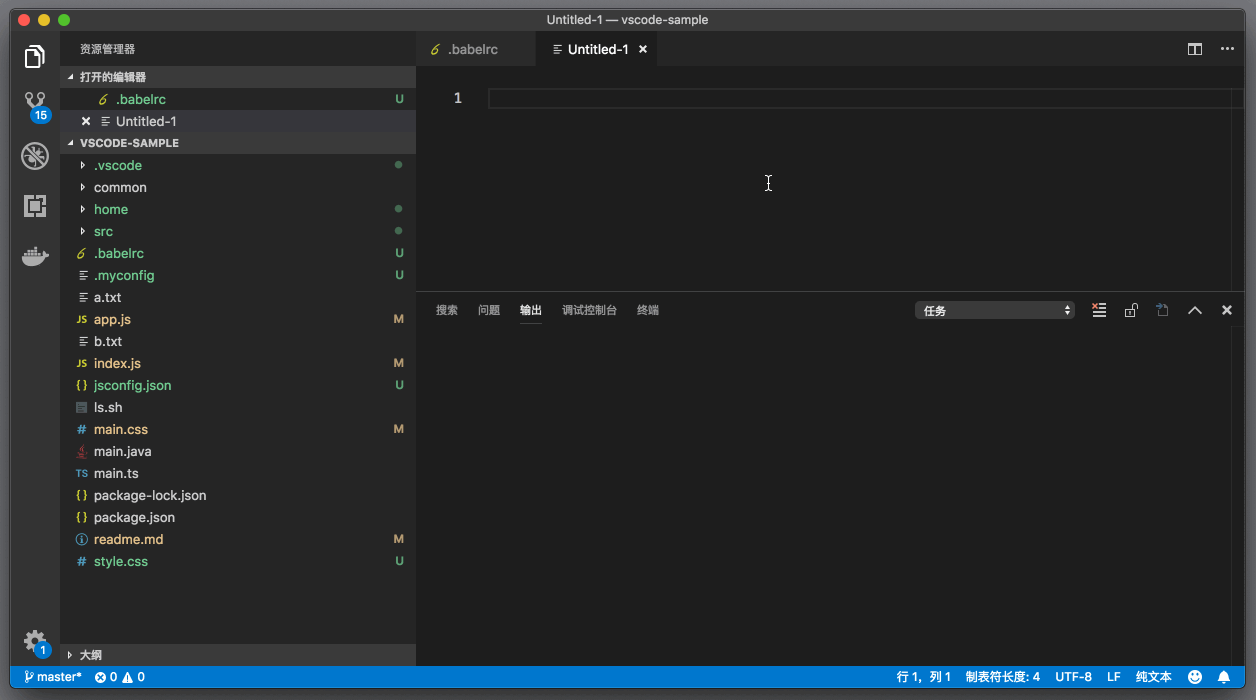 Untitled-1 — vscode-sample
资源管理器
.babelrc
Untitled-1
打开的编辑器
.babelrc U
Untitled-1
15
VSCODE-SAMPLE
.vscode
common
home
src
.babelrc U
.myconfig U
a.txt
JS app.js M
b.txt
JS index.js M
{ } jsconfig.json U
ls.sh
# main.css M
main.java
TS main.ts
{ } package-lock.json
{ } package.json
readme.md M
# style.css U
1
搜索 问题 输出 调试控制台 终端 任务
1
大纲
master* 0 0 行 1，列 1 制表符长度: 4 UTF-8 LF 纯文本